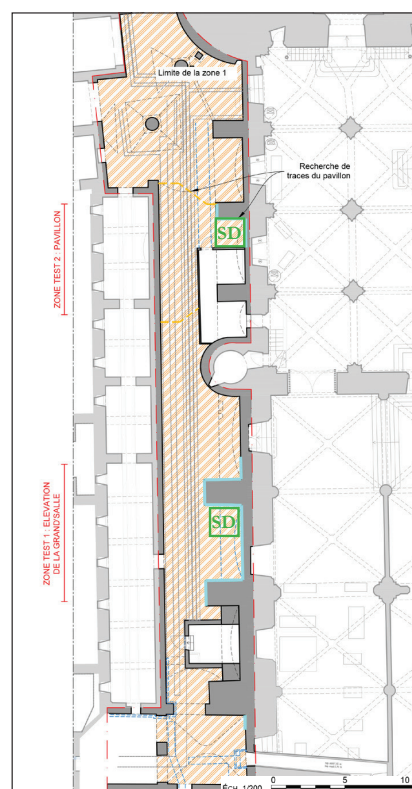 Limite de la zone 1
Recherche de
traces du pavillon
SD
ZONE TEST 2 : PAVILLON
SD
ZONE TEST 1 : ELEVATION
DE LA GRAND'SALLE
ÉCH. 1/200
0 5 10